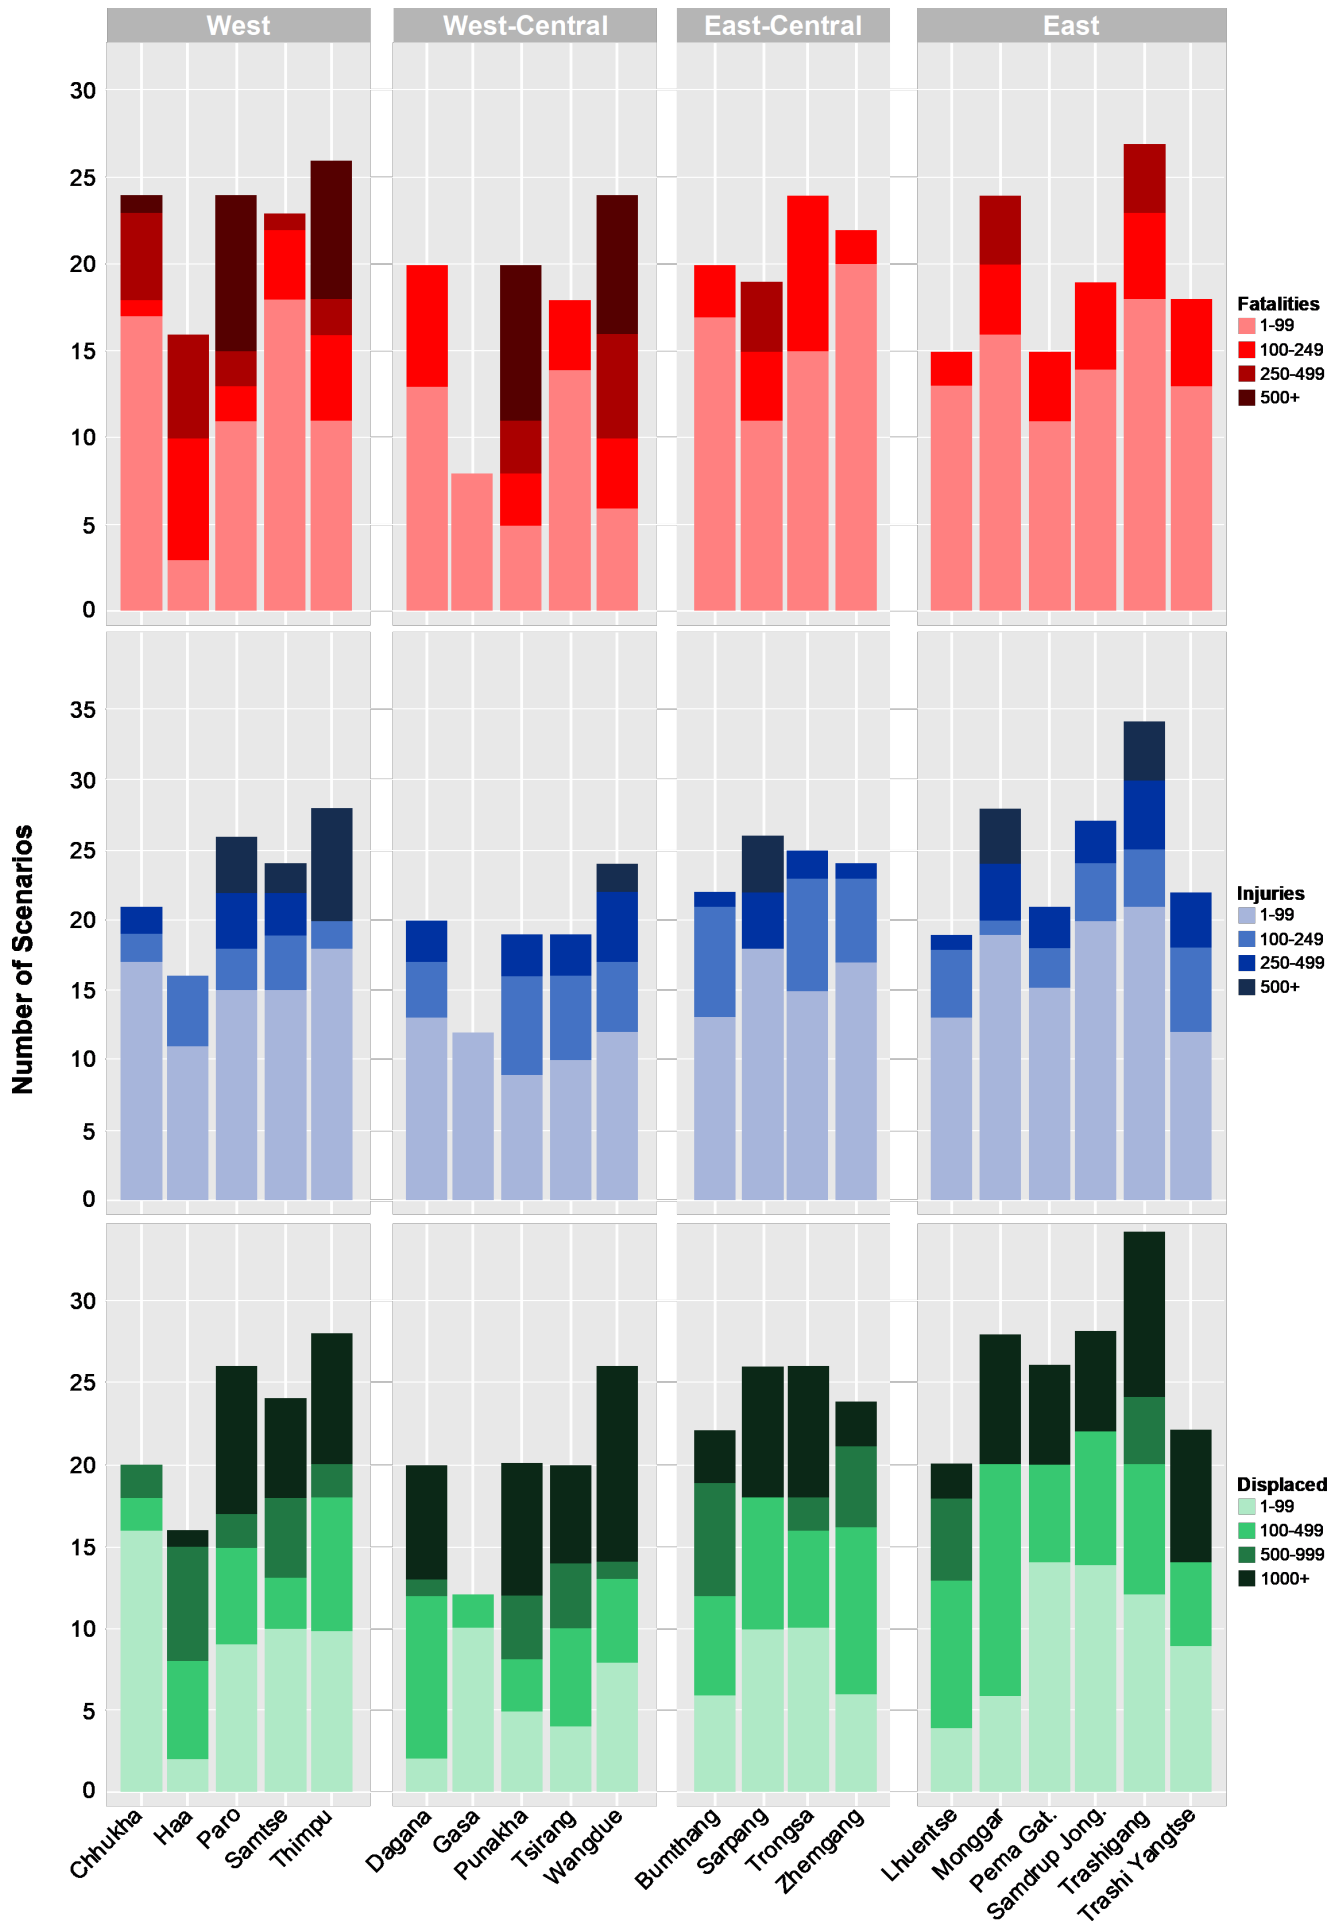 West
West-Central
East-Central
East
30
25
20
15
10
5
0
Fatalities
1-99
100-249
250-499
500+
35
30
25
20
15
10
5
0
Injuries
1-99
100-249
250-499
500+
30
25
20
15
10
5
0
Displaced
1-99
100-499
500-999
1000+
Number of Scenarios
Chhukha
Haa
Paro
Samtse
Thimpu
Dagana
Gasa
Punakha
Tsirang
Wangdue
Bumthang
Sarpang
Trongsa
Zhemgang
Lhuentse
Monggar
Pema Gat.
Samdrup Jong.
Trashigang
Trashi Yangtse